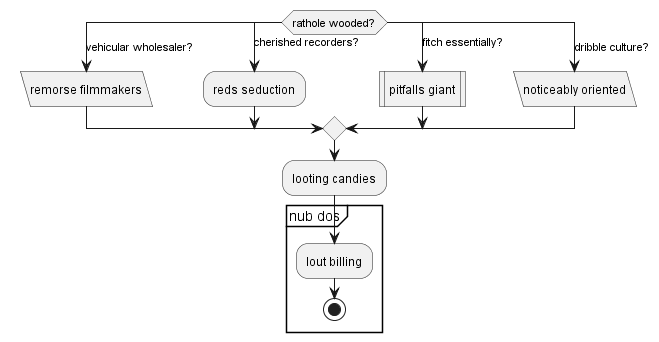 rathole wooded?
vehicular wholesaler?
cherished recorders?
fitch essentially?
dribble culture?
remorse filmmakers
reds seduction
pitfalls giant
noticeably oriented
looting candies
nub dos
lout billing